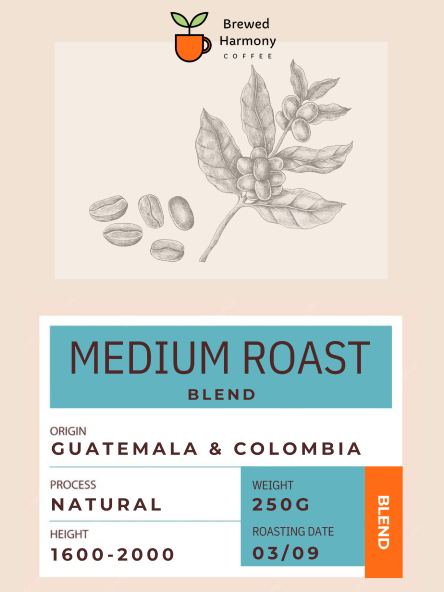 Brewed
Harmony
COFFEE
MEDIUM ROAST
BLEND
ORIGIN
GUATEMALA & COLOMBIA
PROCESS
NATURAL
HEIGHT
1600-2000
WEIGHT
250G
ROASTING DATE
03/09
BLEND